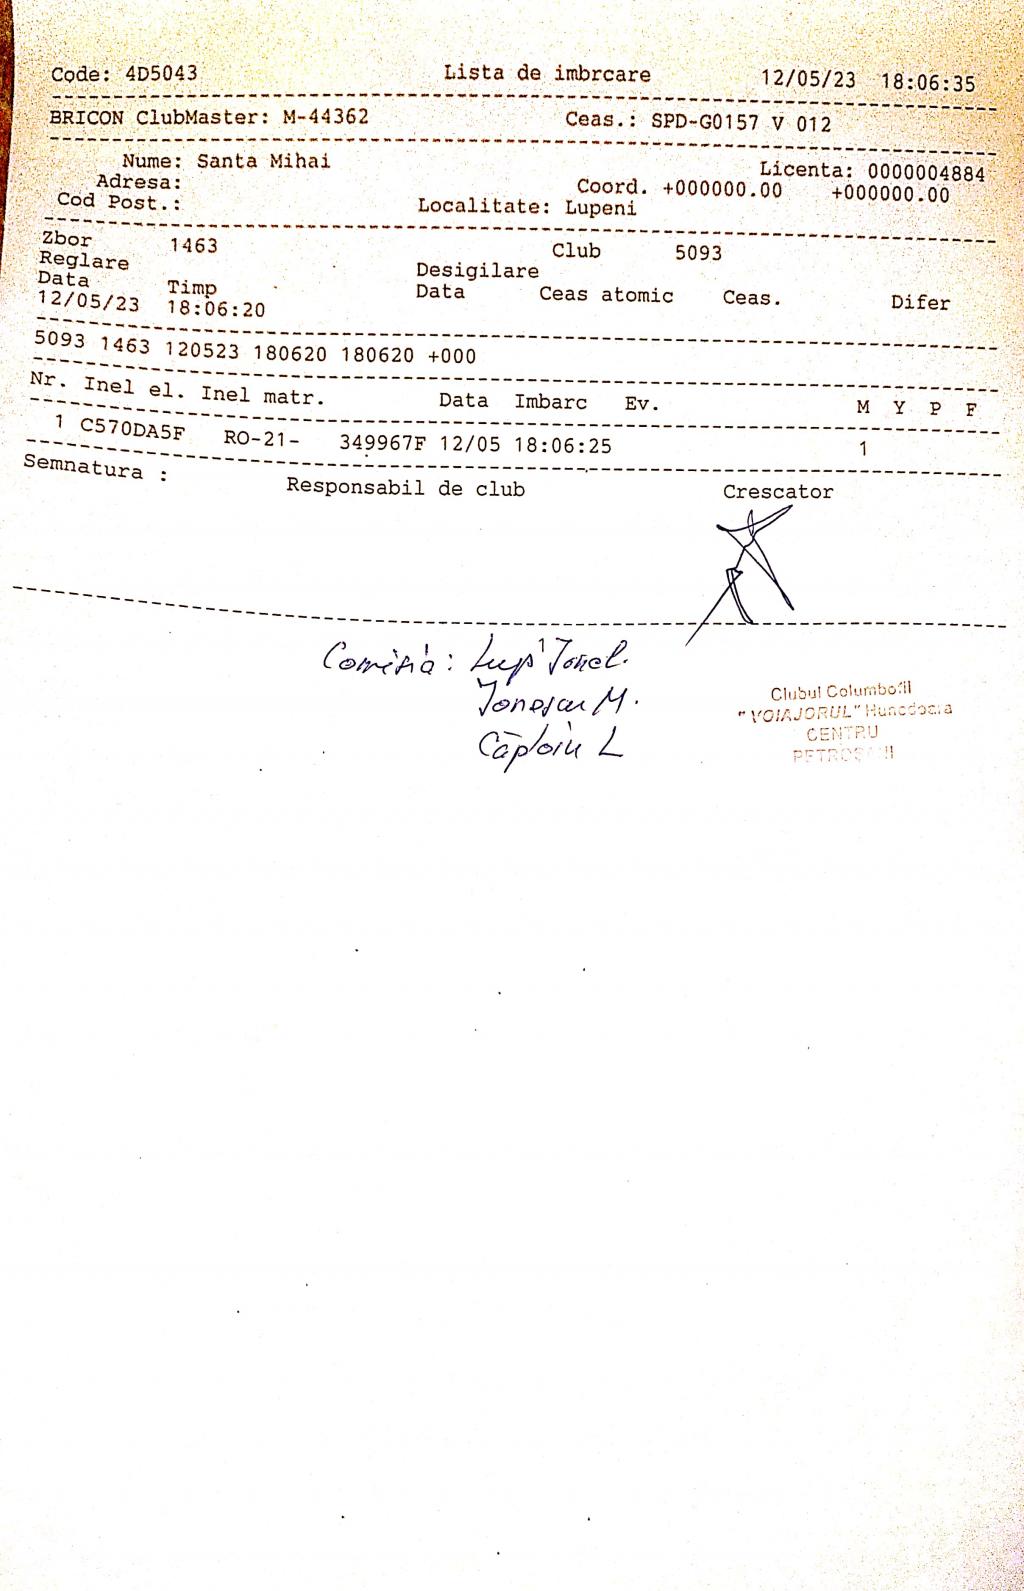 Code: 4D5043 Lista de imbrcare 12/05/23 18:06:35
BRICON ClubMaster: M-44362 Ceas.: SPD-G0157 V 012
Nume: Santa Mihai Licenta: 0000004884
Adresa: Coord. +000000.00 +000000.00
Cod Post.: Localitate: Lupeni
Zbor 1463 Club 5093
Reglare Desigilare
Data Timp Data Ceas atomic Ceas. Difer
12/05/23 18:06:20
5093 1463 120523 180620 180620 +000
Nr. Inel el. Inel matr. Data Imbarc Ev. M Y P F
1 C570DA5F RO-21- 349967F 12/05 18:06:25 1
Semnatura : Responsabil de club Crescator
Comisia: Lup Ionel.
Ionescu M.
Căploiu L
Clubul Columbofil
"VOIAJORUL" Hunedoara
CENTRU
PETROȘANI